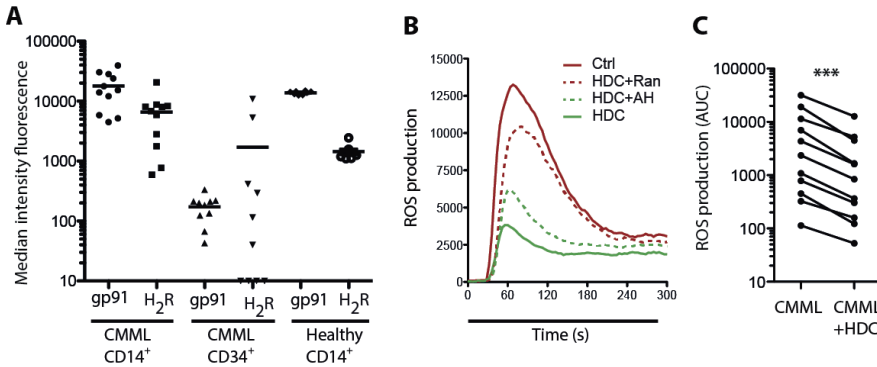 A
Median intensity fluorescence
100000
10000
1000
100
10
gp91 H2R gp91 H2R gp91 H2R
CMML CD14+
CMML CD34+
Healthy CD14+
B
ROS production
15000
12500
10000
7500
5000
2500
0
0 60 120 180 240 300
Time (s)
Ctrl
HDC+Ran
HDC+AH
HDC
C
ROS production (AUC)
100000
10000
1000
100
10
***
CMML
CMML +HDC